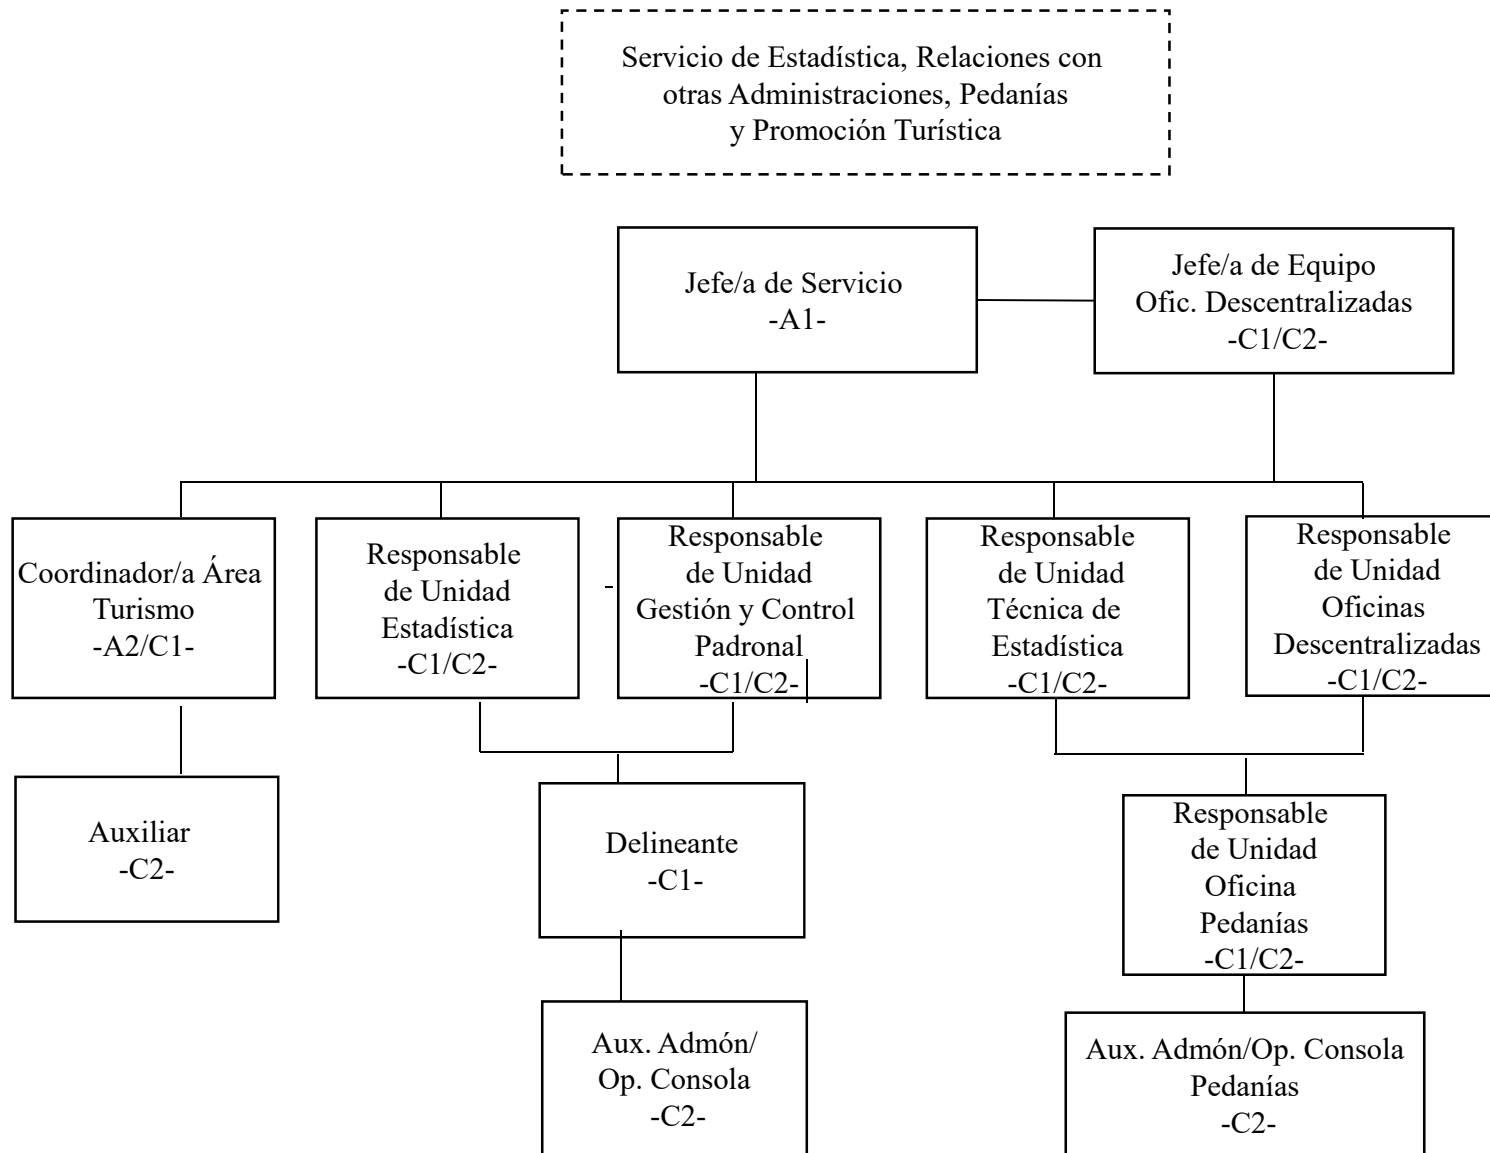 Servicio de Estadística, Relaciones con
otras Administraciones, Pedanías
y Promoción Turística
Jefe/a de Servicio
-A1-
Jefe/a de Equipo
Ofic. Descentralizadas
-C1/C2-
Coordinador/a Área
Turismo
-A2/C1-
Responsable
de Unidad
Estadística
-C1/C2-
Responsable
de Unidad
Gestión y Control
Padronal
-C1/C2-
Responsable
de Unidad
Técnica de
Estadística
-C1/C2-
Responsable
de Unidad
Oficinas
Descentralizadas
-C1/C2-
Auxiliar
-C2-
Delineante
-C1-
Responsable
de Unidad
Oficina
Pedanías
-C1/C2-
Aux. Admón/
Op. Consola
-C2-
Aux. Admón/Op. Consola
Pedanías
-C2-